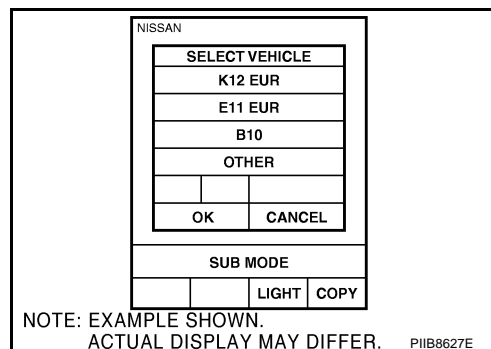 NISSAN
SELECT VEHICLE
K12 EUR
E11 EUR
B10
OTHER
OK CANCEL
SUB MODE
LIGHT COPY
NOTE: EXAMPLE SHOWN.
ACTUAL DISPLAY MAY DIFFER. PIIB8627E